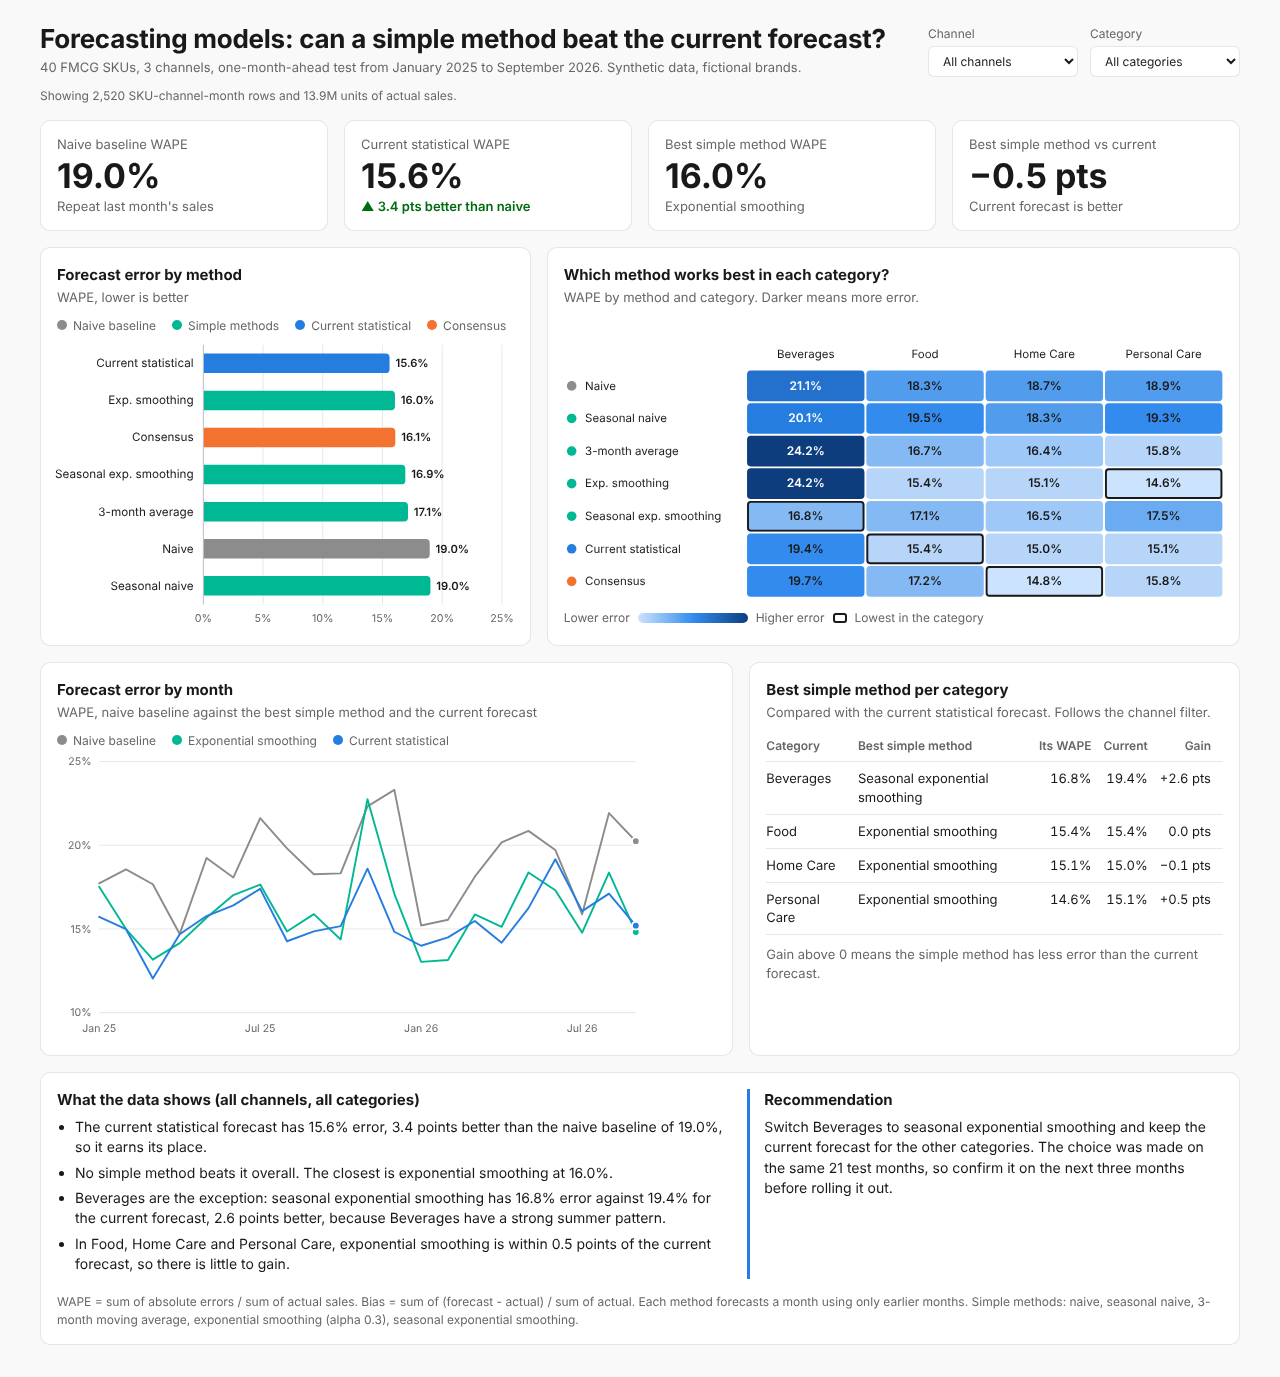 Forecasting models: can a simple method beat the current forecast?
40 FMCG SKUs, 3 channels, one-month-ahead test from January 2025 to September 2026. Synthetic data, fictional brands.
Channel
Category
All channels
All categories
Showing 2,520 SKU-channel-month rows and 13.9M units of actual sales.
Naive baseline WAPE
19.0%
Repeat last month's sales
Current statistical WAPE
15.6%
▲ 3.4 pts better than naive
Best simple method WAPE
16.0%
Exponential smoothing
Best simple method vs current
−0.5 pts
Current forecast is better
Forecast error by method
WAPE, lower is better
Naive baseline Simple methods Current statistical Consensus
Current statistical 15.6%
Exp. smoothing 16.0%
Consensus 16.1%
Seasonal exp. smoothing 16.9%
3-month average 17.1%
Naive 19.0%
Seasonal naive 19.0%
0% 5% 10% 15% 20% 25%
Which method works best in each category?
WAPE by method and category. Darker means more error.
Beverages Food Home Care Personal Care
Naive 21.1% 18.3% 18.7% 18.9%
Seasonal naive 20.1% 19.5% 18.3% 19.3%
3-month average 24.2% 16.7% 16.4% 15.8%
Exp. smoothing 24.2% 15.4% 15.1% 14.6%
Seasonal exp. smoothing 16.8% 17.1% 16.5% 17.5%
Current statistical 19.4% 15.4% 15.0% 15.1%
Consensus 19.7% 17.2% 14.8% 15.8%
Lower error Higher error Lowest in the category
Forecast error by month
WAPE, naive baseline against the best simple method and the current forecast
Naive baseline Exponential smoothing Current statistical
25%
20%
15%
10%
Jan 25 Jul 25 Jan 26 Jul 26
Best simple method per category
Compared with the current statistical forecast. Follows the channel filter.
Category Best simple method Its WAPE Current Gain
Beverages Seasonal exponential 16.8% 19.4% +2.6 pts
smoothing
Food Exponential smoothing 15.4% 15.4% 0.0 pts
Home Care Exponential smoothing 15.1% 15.0% −0.1 pts
Personal Exponential smoothing 14.6% 15.1% +0.5 pts
Care
Gain above 0 means the simple method has less error than the current
forecast.
What the data shows (all channels, all categories)
• The current statistical forecast has 15.6% error, 3.4 points better than the naive baseline of 19.0%,
so it earns its place.
• No simple method beats it overall. The closest is exponential smoothing at 16.0%.
• Beverages are the exception: seasonal exponential smoothing has 16.8% error against 19.4% for
the current forecast, 2.6 points better, because Beverages have a strong summer pattern.
• In Food, Home Care and Personal Care, exponential smoothing is within 0.5 points of the current
forecast, so there is little to gain.
Recommendation
Switch Beverages to seasonal exponential smoothing and keep the
current forecast for the other categories. The choice was made on
the same 21 test months, so confirm it on the next three months
before rolling it out.
WAPE = sum of absolute errors / sum of actual sales. Bias = sum of (forecast - actual) / sum of actual. Each method forecasts a month using only earlier months. Simple methods: naive, seasonal naive, 3-
month moving average, exponential smoothing (alpha 0.3), seasonal exponential smoothing.